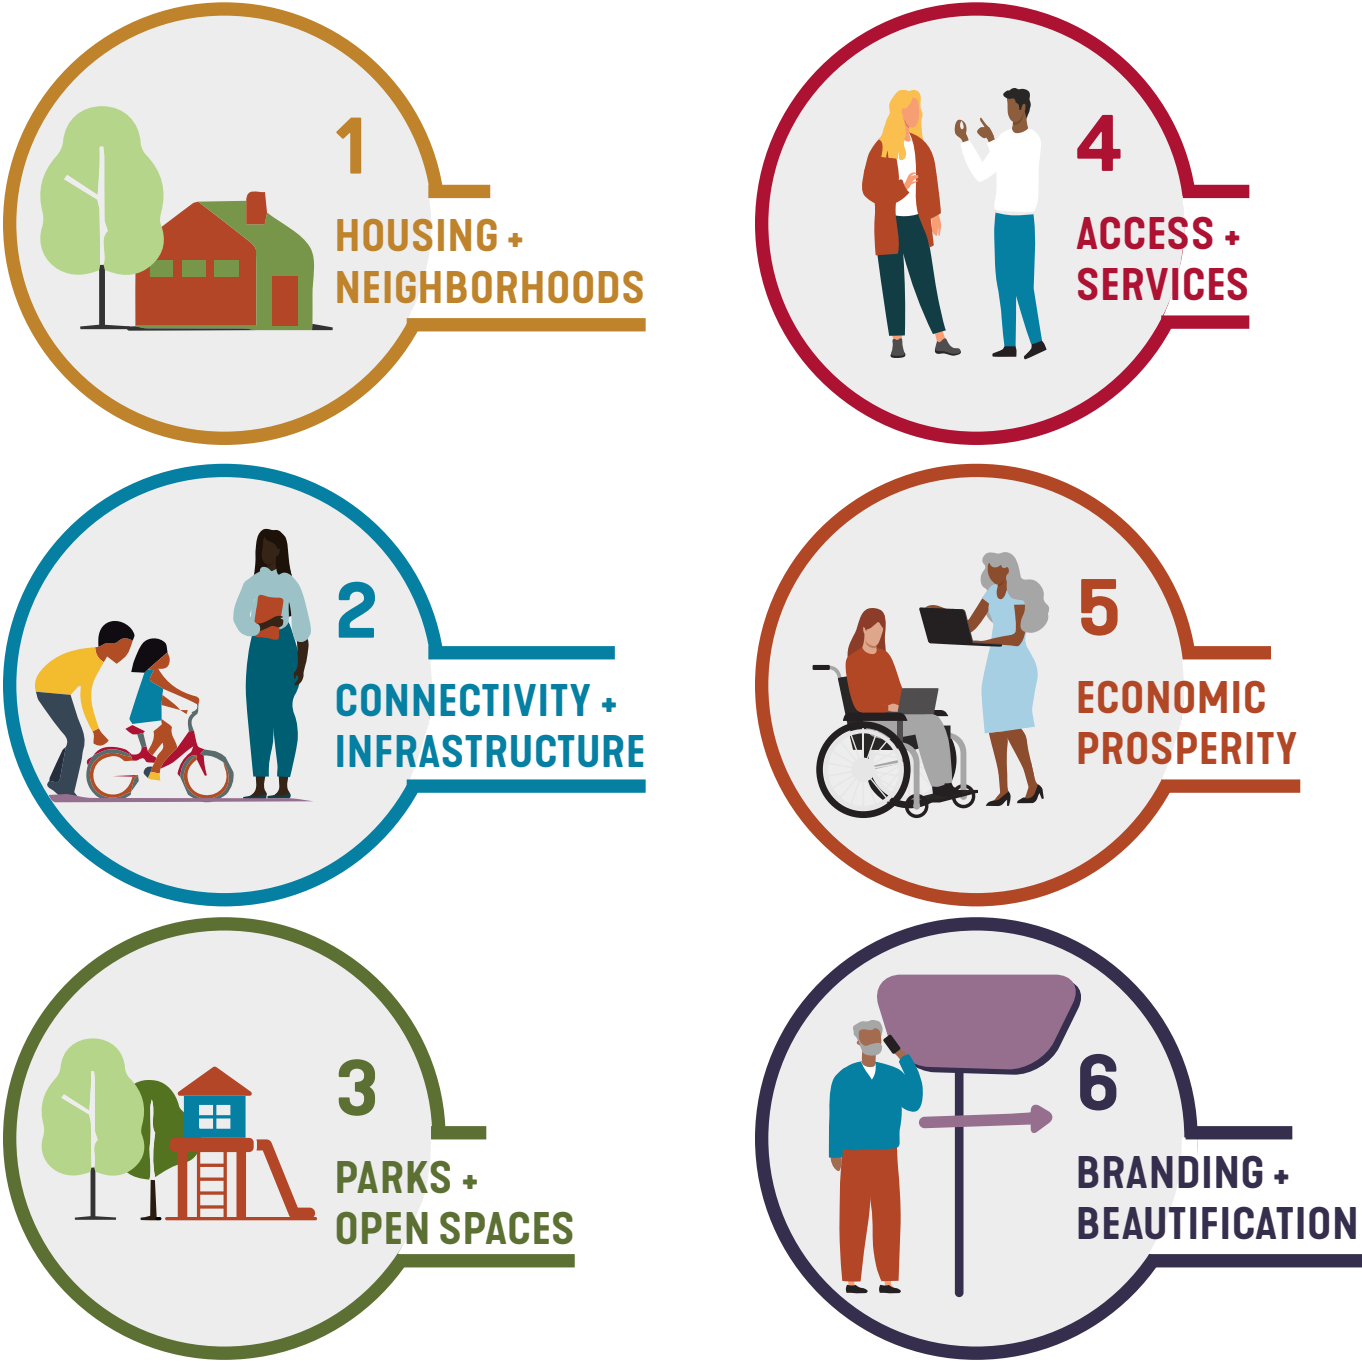 1
HOUSING +
NEIGHBORHOODS
2
CONNECTIVITY +
INFRASTRUCTURE
3
PARKS +
OPEN SPACES
4
ACCESS +
SERVICES
5
ECONOMIC
PROSPERITY
6
BRANDING +
BEAUTIFICATION